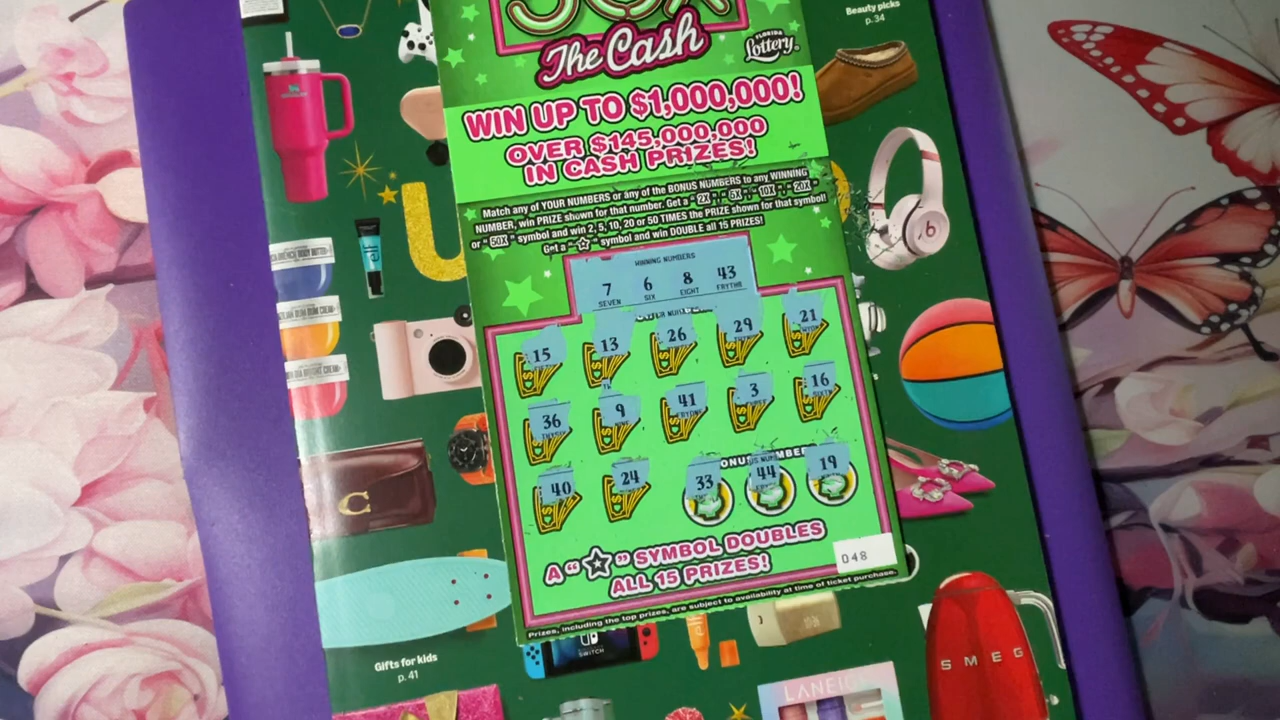 Beauty picks
p.34
50X
The Cash
FLORIDA
Lottery®
WIN UP TO $1,000,000!
OVER $145,000,000
IN CASH PRIZES!
Match any of YOUR NUMBERS or any of the BONUS NUMBERS to any WINNING
NUMBER, win PRIZE shown for that number. Get a "2X", "5X", "10X", "20X"
or "50X" symbol and win 2, 5, 10, 20 or 50 TIMES the PRIZE shown for that symbol!
Get a "☆" symbol and win DOUBLE all 15 PRIZES!
WINNING NUMBERS
7 6 8 43
SEVEN SIX EIGHT FRYTHR
15 13 26 29 21
36 9 41 3 16
FRYONE
40 24 33 44 19
BONUS NUMBERS
A "☆" SYMBOL DOUBLES
ALL 15 PRIZES!
048
Prizes, including the top prizes, are subject to availability at time of ticket purchase.
Gifts for kids
p.41
SWITCH
SMEG
LANEIGE